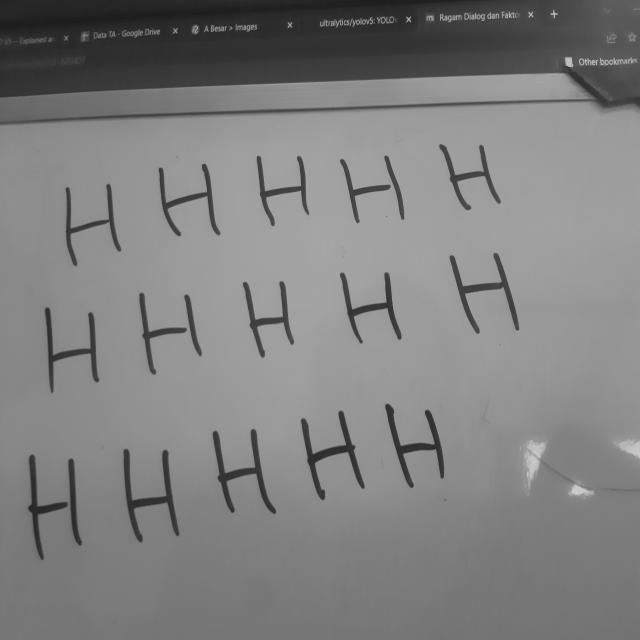 Data TA - Google Drive
A Besar > Images
ultralytics/yolov5: YOLO
Ragam Dialog dan Fakto
Other bookmarks
H H H H H
H H H H H
H H H H H